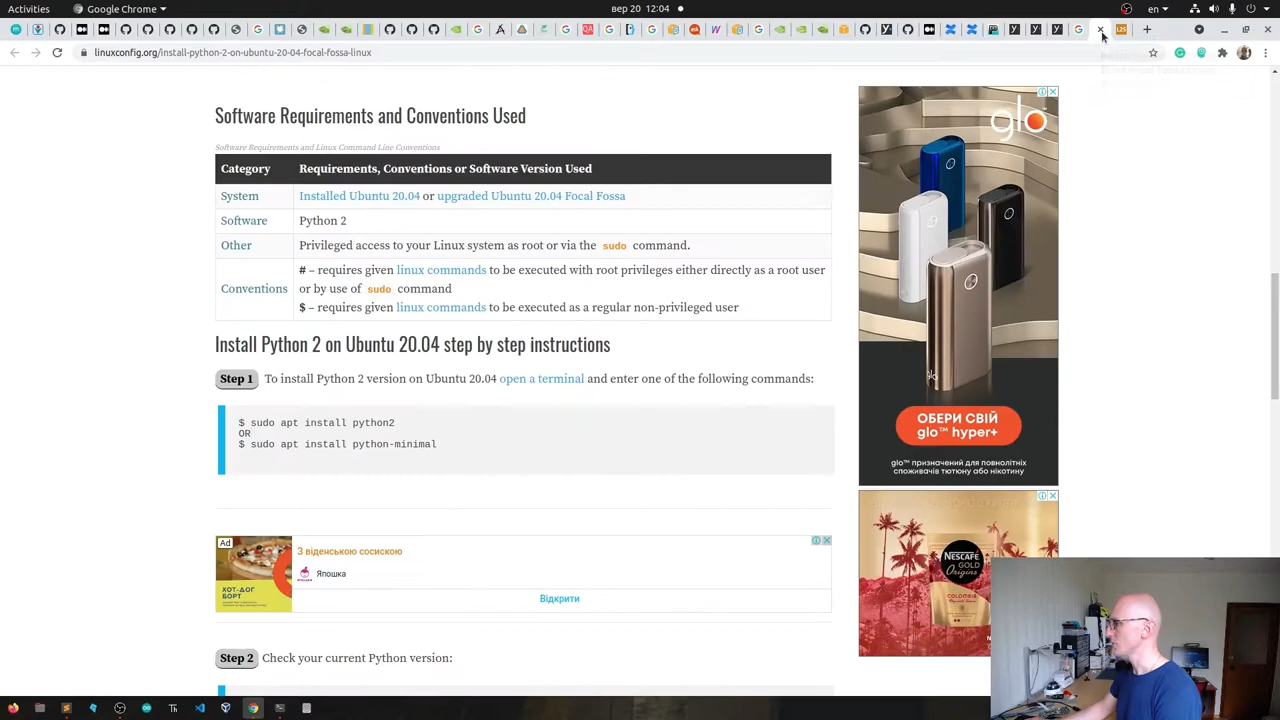 Activities
Google Chrome
вер 20 12:04
en
linuxconfig.org/install-python-2-on-ubuntu-20-04-focal-fossa-linux
Software Requirements and Conventions Used
Software Requirements and Linux Command Line Conventions
Category Requirements, Conventions or Software Version Used
System Installed Ubuntu 20.04 or upgraded Ubuntu 20.04 Focal Fossa
Software Python 2
Other Privileged access to your Linux system as root or via the sudo command.
Conventions # – requires given linux commands to be executed with root privileges either directly as a root user
or by use of sudo command
$ – requires given linux commands to be executed as a regular non-privileged user
Install Python 2 on Ubuntu 20.04 step by step instructions
Step 1 To install Python 2 version on Ubuntu 20.04 open a terminal and enter one of the following commands:
$ sudo apt install python2
OR
$ sudo apt install python-minimal
Ad
ХОТ-ДОГ
БОРТ
З віденською сосискою
Япошка
Відкрити
Step 2 Check your current Python version:
glo
ОБЕРИ СВІЙ
glo™ hyper+
glo™ призначений для повнолітніх
споживачів тютюну або нікотину
NESCAFÉ
GOLD
Origins
COLOMBIA